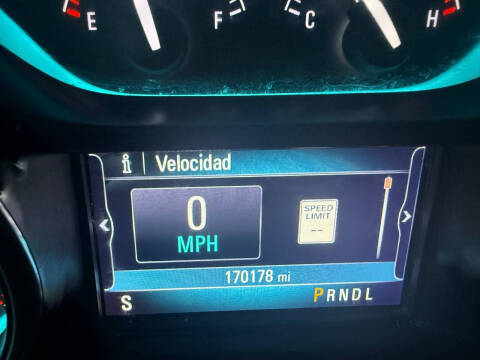 E F C H
i Velocidad
0
MPH
SPEED
LIMIT
--
170178 mi
S PRNDL